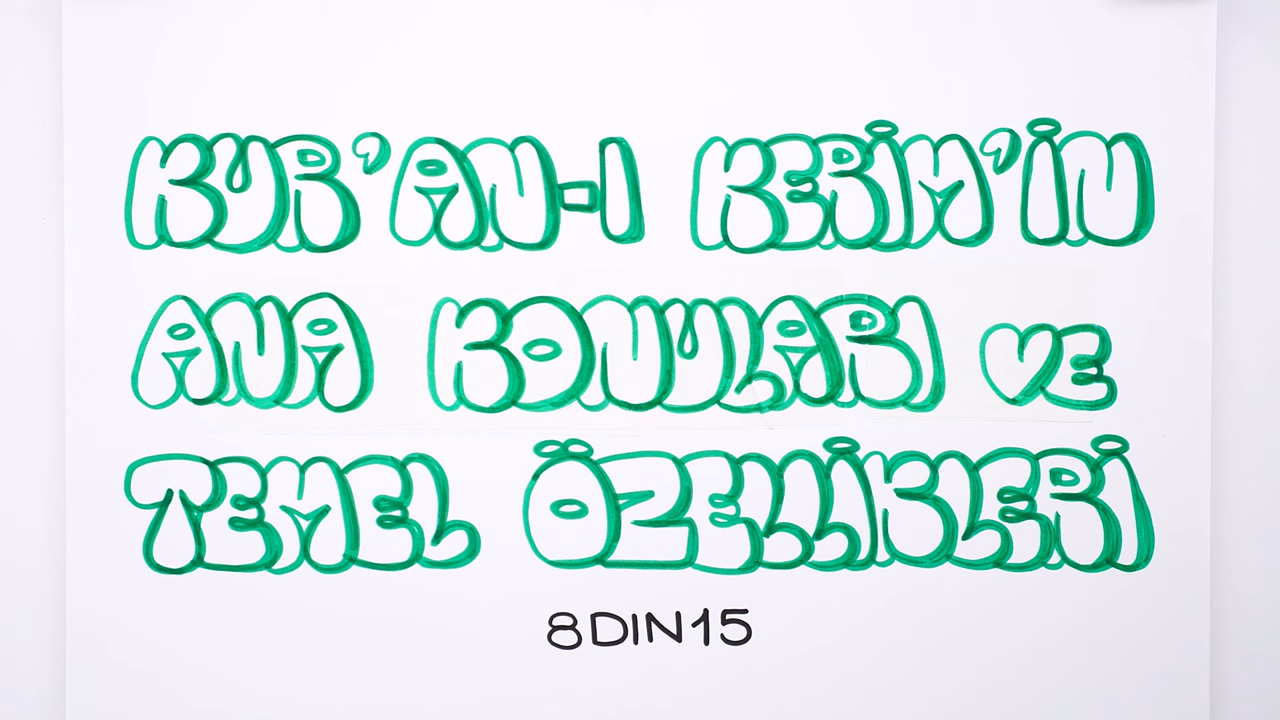 KUR'AN-I KERİM'İN
ANA KONULARI VE
TEMEL ÖZELLİKLERİ
8DIN15